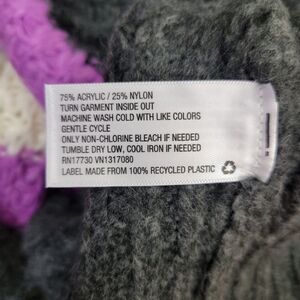 75% ACRYLIC / 25% NYLON
TURN GARMENT INSIDE OUT
MACHINE WASH COLD WITH LIKE COLORS
GENTLE CYCLE
ONLY NON-CHLORINE BLEACH IF NEEDED
TUMBLE DRY LOW, COOL IRON IF NEEDED
RN17730 VN1317080
LABEL MADE FROM 100% RECYCLED PLASTIC